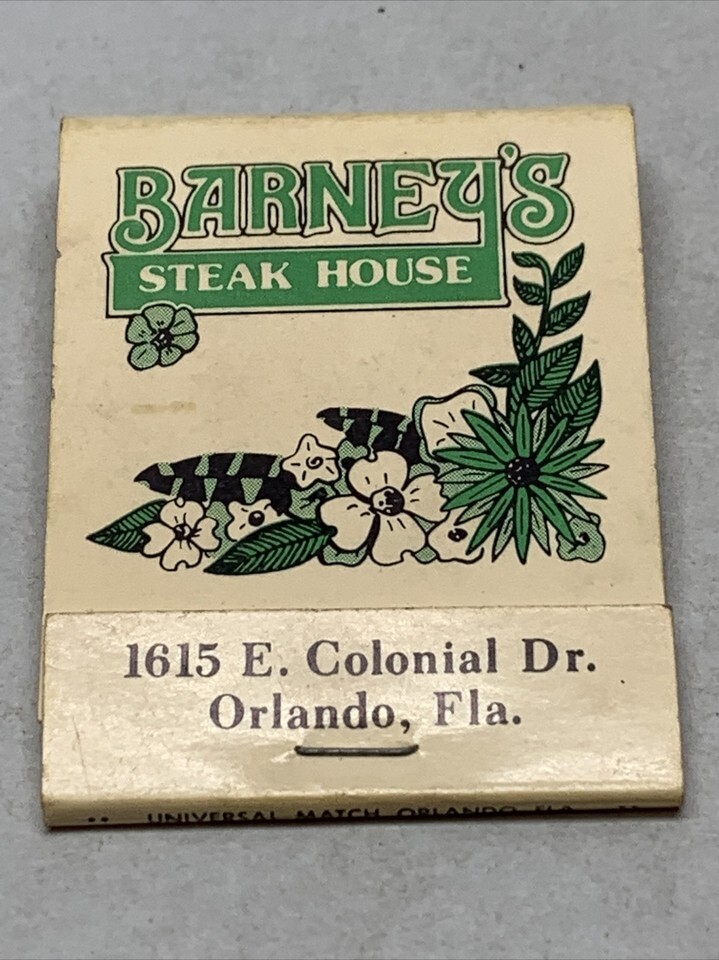 BARNEY'S
STEAK HOUSE
1615 E. Colonial Dr.
Orlando, Fla.
UNIVERSAL MATCH ORLANDO FLA